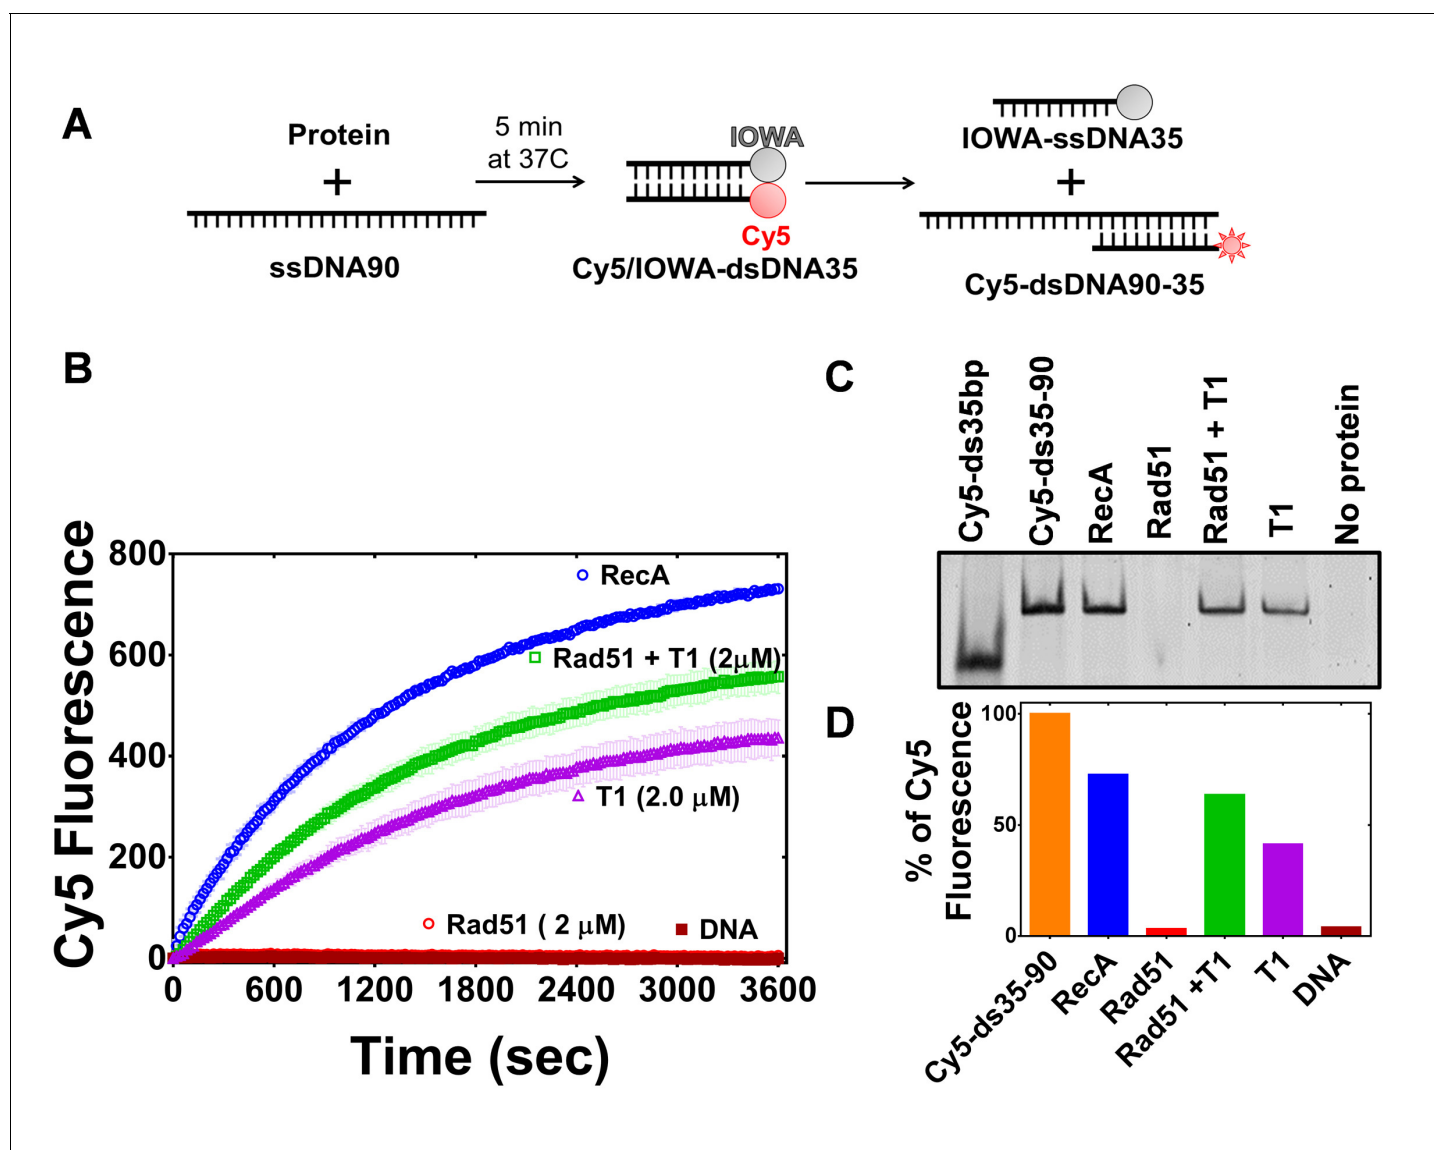 A
Protein
+
ssDNA90
5 min
at 37C
IOWA
Cy5
Cy5/IOWA-dsDNA35
IOWA-ssDNA35
+
Cy5-dsDNA90-35
B
Cy5 Fluorescence
800
600
400
200
0
RecA
Rad51 + T1 (2μM)
T1 (2.0 μM)
Rad51 ( 2 μM)
DNA
0 600 1200 1800 2400 3000 3600
Time (sec)
C
Cy5-ds35bp
Cy5-ds35-90
RecA
Rad51
Rad51 + T1
T1
No protein
D
% of Cy5
Fluorescence
100
50
0
Cy5-ds35-90
RecA
Rad51
Rad51 +T1
T1
DNA